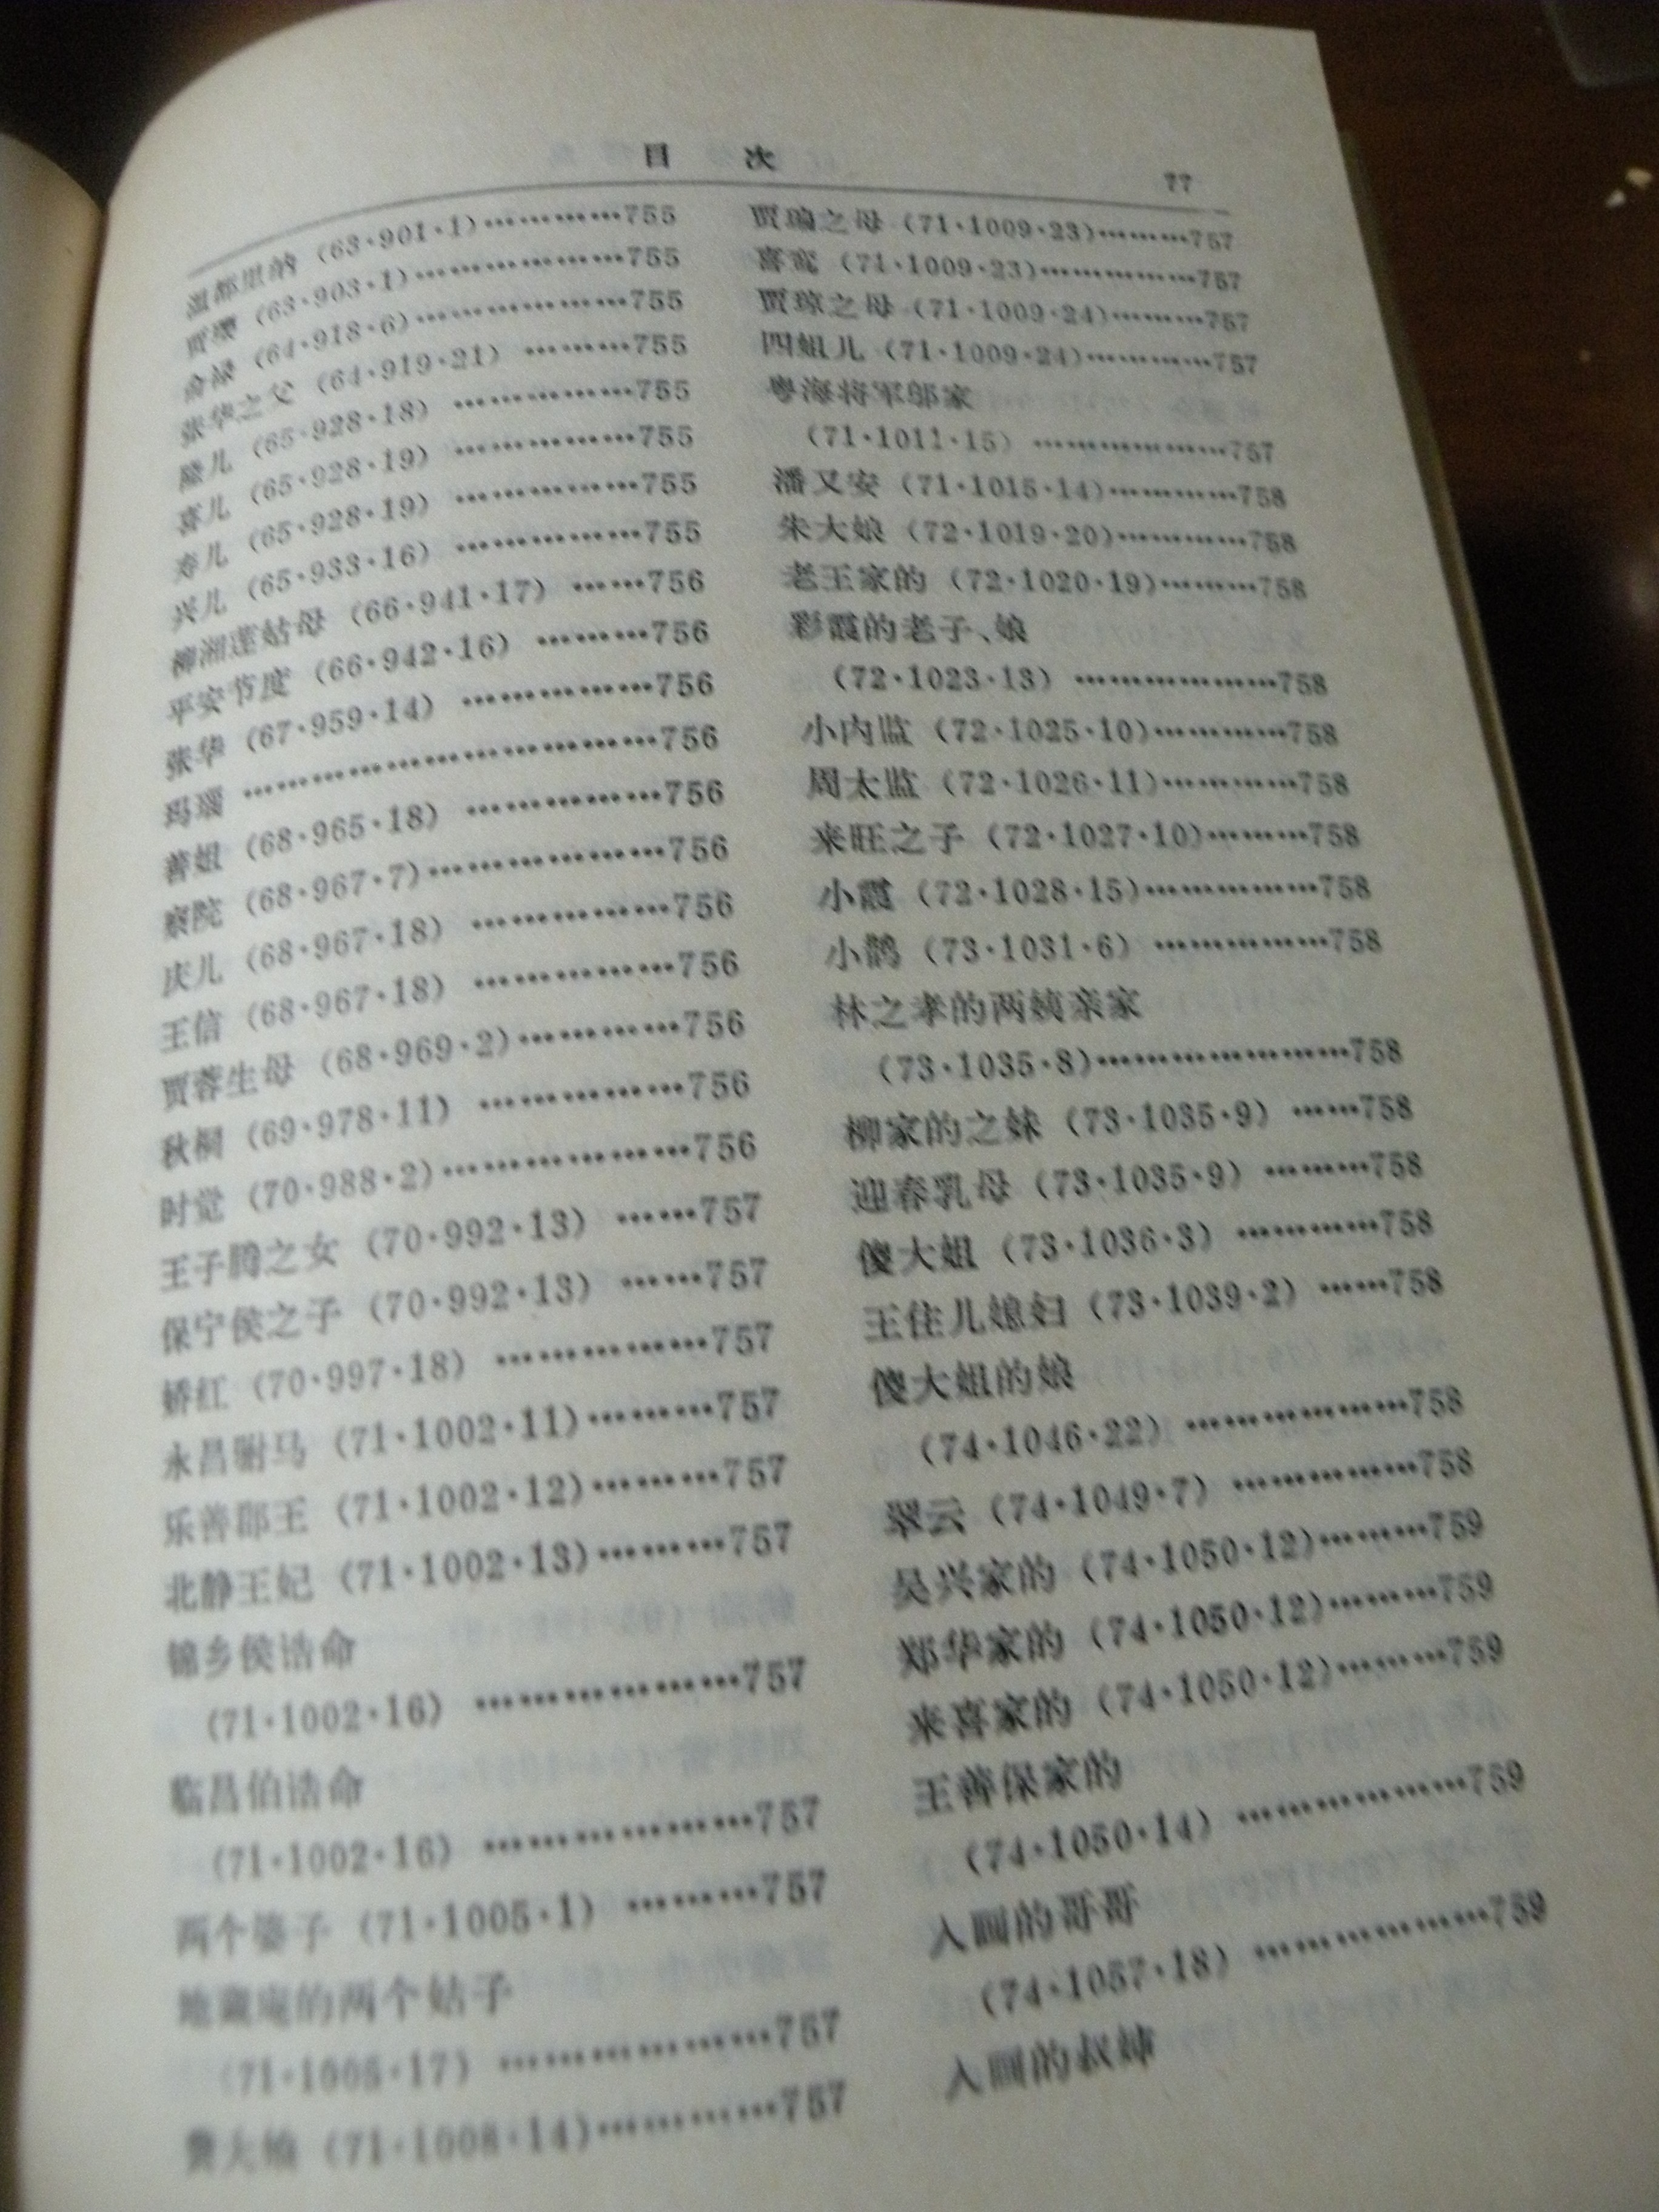 目 次
77
温都里纳 (63·901·1)…………755
贾璎 (63·903·1)………………755
俞禄 (64·918·6)………………755
张华之父 (64·919·21) ………755
隆儿 (65·928·18) ……………755
喜儿 (65·928·19) ……………755
寿儿 (65·928·19) ……………755
兴儿 (65·933·16) ……………755
柳湘莲姑母 (66·941·17) ……756
平安节度 (66·942·16) ………756
张华 (67·959·14) ……………756
玛瑙 ……………………………756
善姐 (68·965·18) ……………756
察院 (68·967·7)………………756
庆儿 (68·967·18) ……………756
王信 (68·967·18) ……………756
贾蓉生母 (68·969·2)…………756
秋桐 (69·978·11) ……………756
时觉 (70·988·2)………………756
王子腾之女 (70·992·13) ……757
保宁侯之子 (70·992·13) ……757
娇红 (70·997·18) ……………757
永昌驸马 (71·1002·11)………757
乐善郡王 (71·1002·12)………757
北静王妃 (71·1002·13)………757
锦乡侯诰命
(71·1002·16) ………………757
临昌伯诰命
(71·1002·16) ………………757
两个婆子 (71·1005·1) ………757
地藏庵的两个姑子
(71·1005·17) ………………757
费大娘 (71·1008·14)…………757
贾瑞之母 (71·1009·23)………757
喜鸾 (71·1009·23)……………757
贾琼之母 (71·1009·24)………757
四姐儿 (71·1009·24)…………757
粤海将军邬家
(71·1011·15) ………………757
潘又安 (71·1015·14)…………758
朱大娘 (72·1019·20)…………758
老王家的 (72·1020·19)………758
彩霞的老子、娘
(72·1023·13) ………………758
小内监 (72·1025·10)…………758
周太监 (72·1026·11)…………758
来旺之子 (72·1027·10)………758
小霞 (72·1028·15)……………758
小鹊 (73·1031·6) ……………758
林之孝的两姨亲家
(73·1035·8)…………………758
柳家的之妹 (73·1035·9) ……758
迎春乳母 (73·1035·9) ………758
傻大姐 (73·1036·3) …………758
王住儿媳妇 (73·1039·2) ……758
傻大姐的娘
(74·1046·22) ………………758
翠云 (74·1049·7) ……………758
吴兴家的 (74·1050·12)………759
郑华家的 (74·1050·12)………759
来喜家的 (74·1050·12)………759
王善保家的
(74·1050·14) ………………759
入画的哥哥
(74·1057·18) ………………759
入画的叔婶